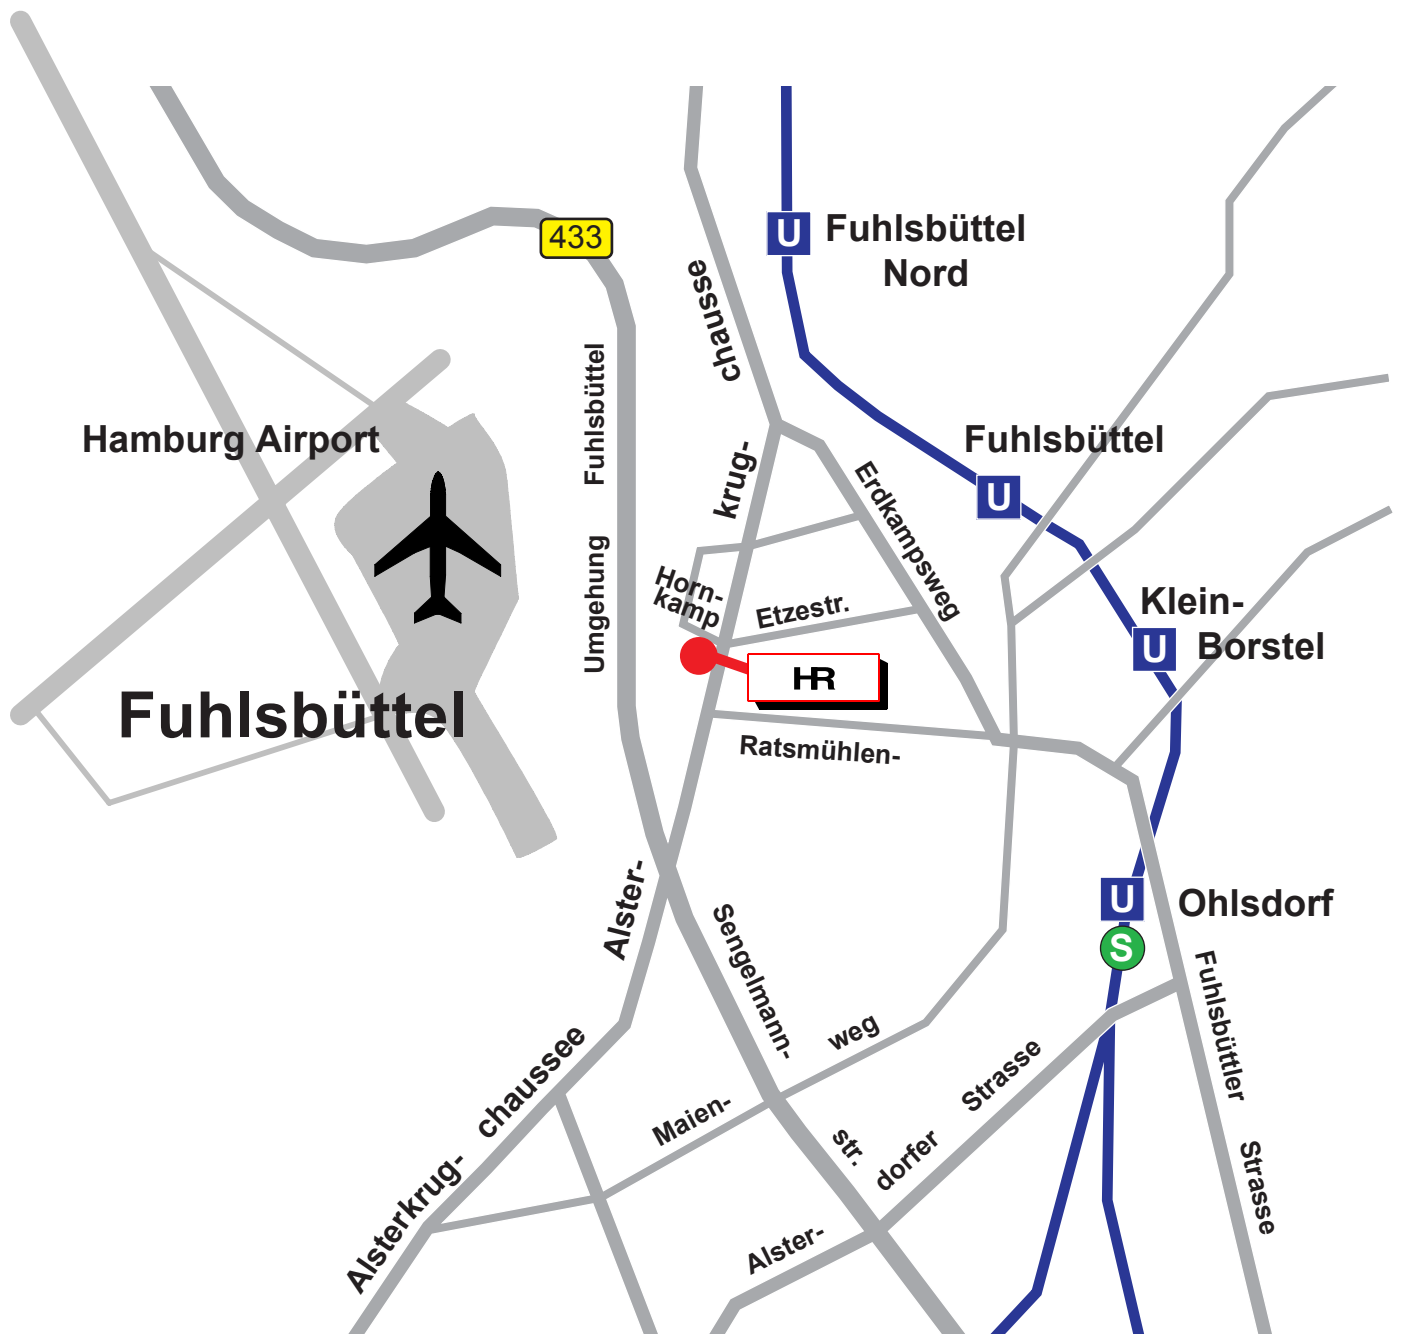 433
U
Fuhlsbüttel
Nord
chaussee
Fuhlsbüttel
Umgehung
Hamburg Airport
krug-
Fuhlsbüttel
U
Erdkampsweg
Horn-
kamp
Etzestr.
Klein-
U
Borstel
HR
Fuhlsbüttel
Ratsmühlen-
Alster-
U
Ohlsdorf
S
Sengelmann-
str.
Fuhlsbüttler
Strasse
chaussee
Alsterkrug-
Maien-
weg
Alster-
dorfer
Strasse